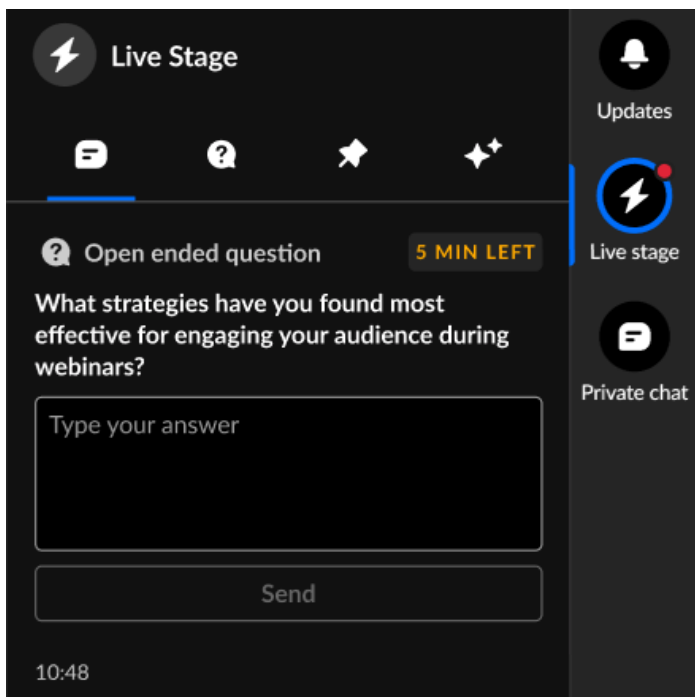 Live Stage
Open ended question
5 MIN LEFT
What strategies have you found most
effective for engaging your audience during
webinars?
Type your answer
Send
10:48
Updates
Live stage
Private chat